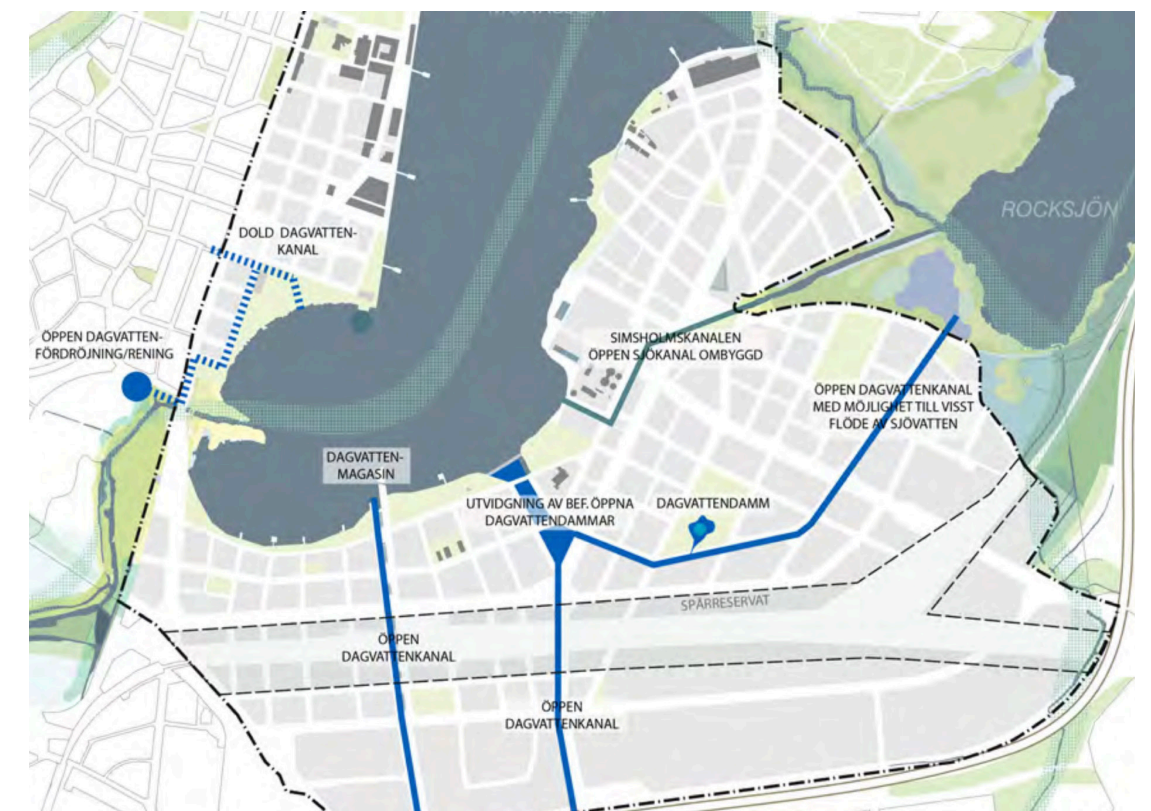 DOLD DAGVATTEN-
KANAL
ROCKSJÖN
ÖPPEN DAGVATTEN-
FÖRDRÖJNING/RENING
SIMSHOLMSKANALEN
ÖPPEN SJÖKANAL OMBYGGD
ÖPPEN DAGVATTENKANAL
MED MÖJLIGHET TILL VISST
FLÖDE AV SJÖVATTEN
DAGVATTEN-
MAGASIN
UTVIDGNING AV BEF. ÖPPNA
DAGVATTENDAMMAR
DAGVATTENDAMM
SPÅRRESERVAT
ÖPPEN
DAGVATTENKANAL
ÖPPEN
DAGVATTENKANAL